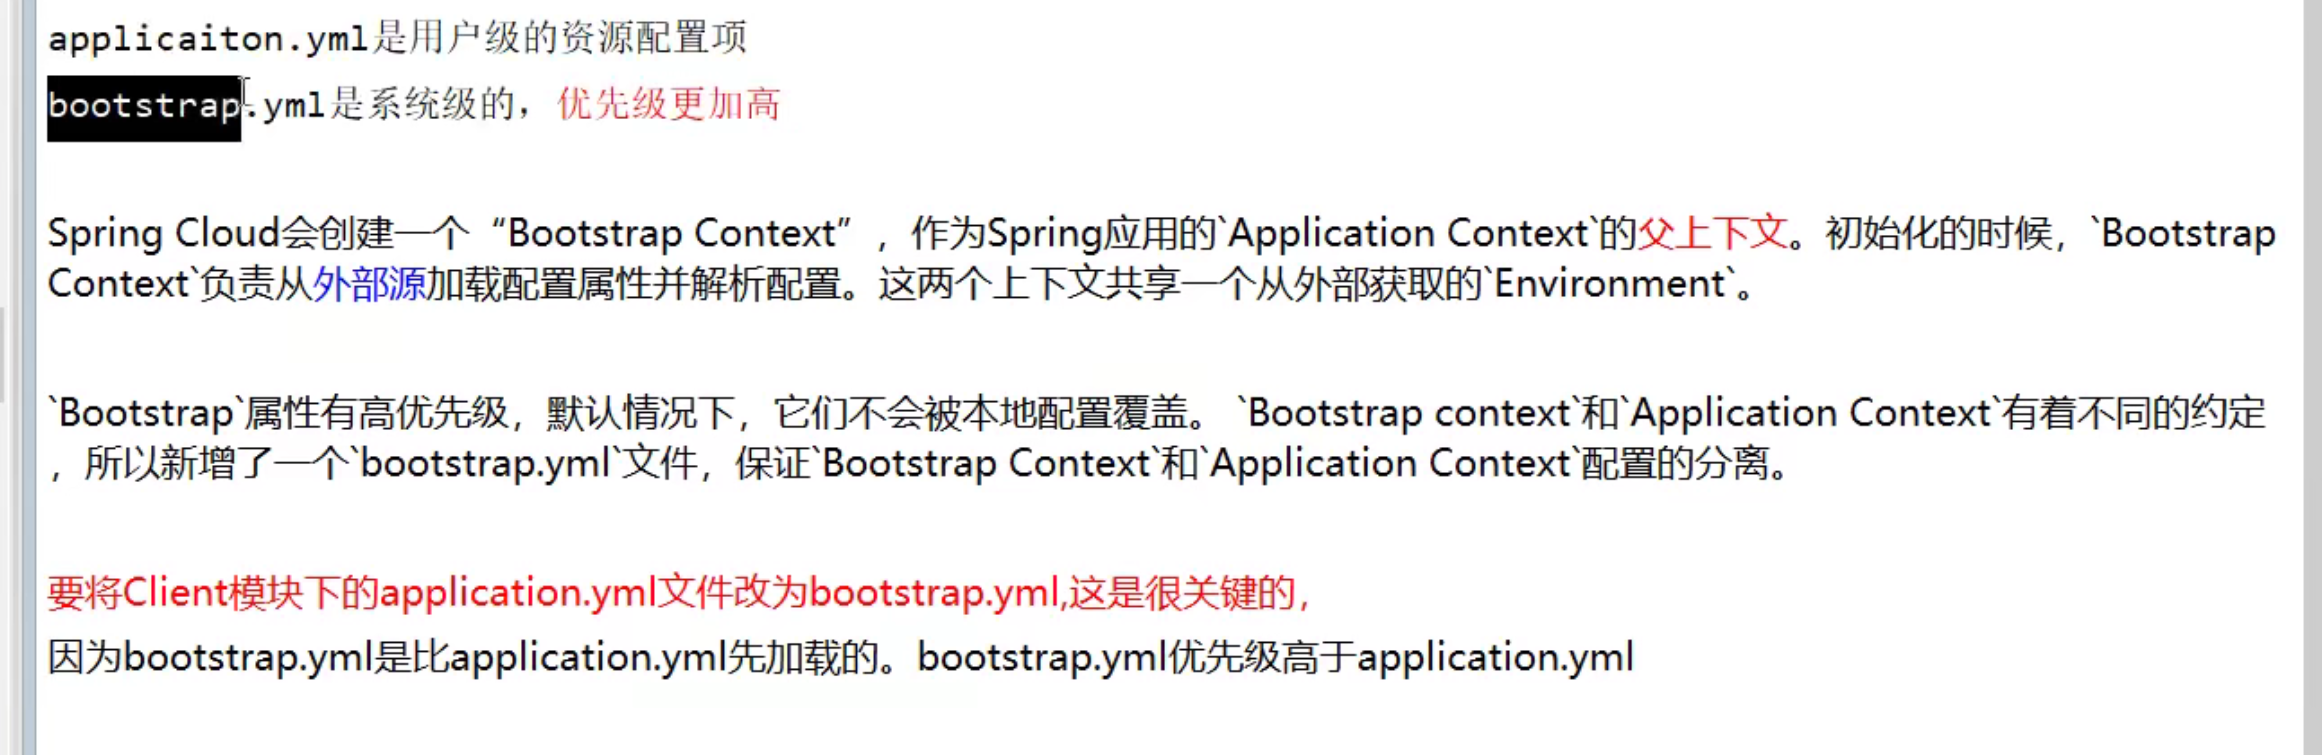 applicaiton.yml是用户级的资源配置项
bootstrap.yml是系统级的，优先级更加高
Spring Cloud会创建一个“Bootstrap Context”，作为Spring应用的`Application Context`的父上下文。初始化的时候，`Bootstrap
Context`负责从外部源加载配置属性并解析配置。这两个上下文共享一个从外部获取的`Environment`。
`Bootstrap`属性有高优先级，默认情况下，它们不会被本地配置覆盖。 `Bootstrap context`和`Application Context`有着不同的约定
，所以新增了一个`bootstrap.yml`文件，保证`Bootstrap Context`和`Application Context`配置的分离。
要将Client模块下的application.yml文件改为bootstrap.yml,这是很关键的，
因为bootstrap.yml是比application.yml先加载的。bootstrap.yml优先级高于application.yml